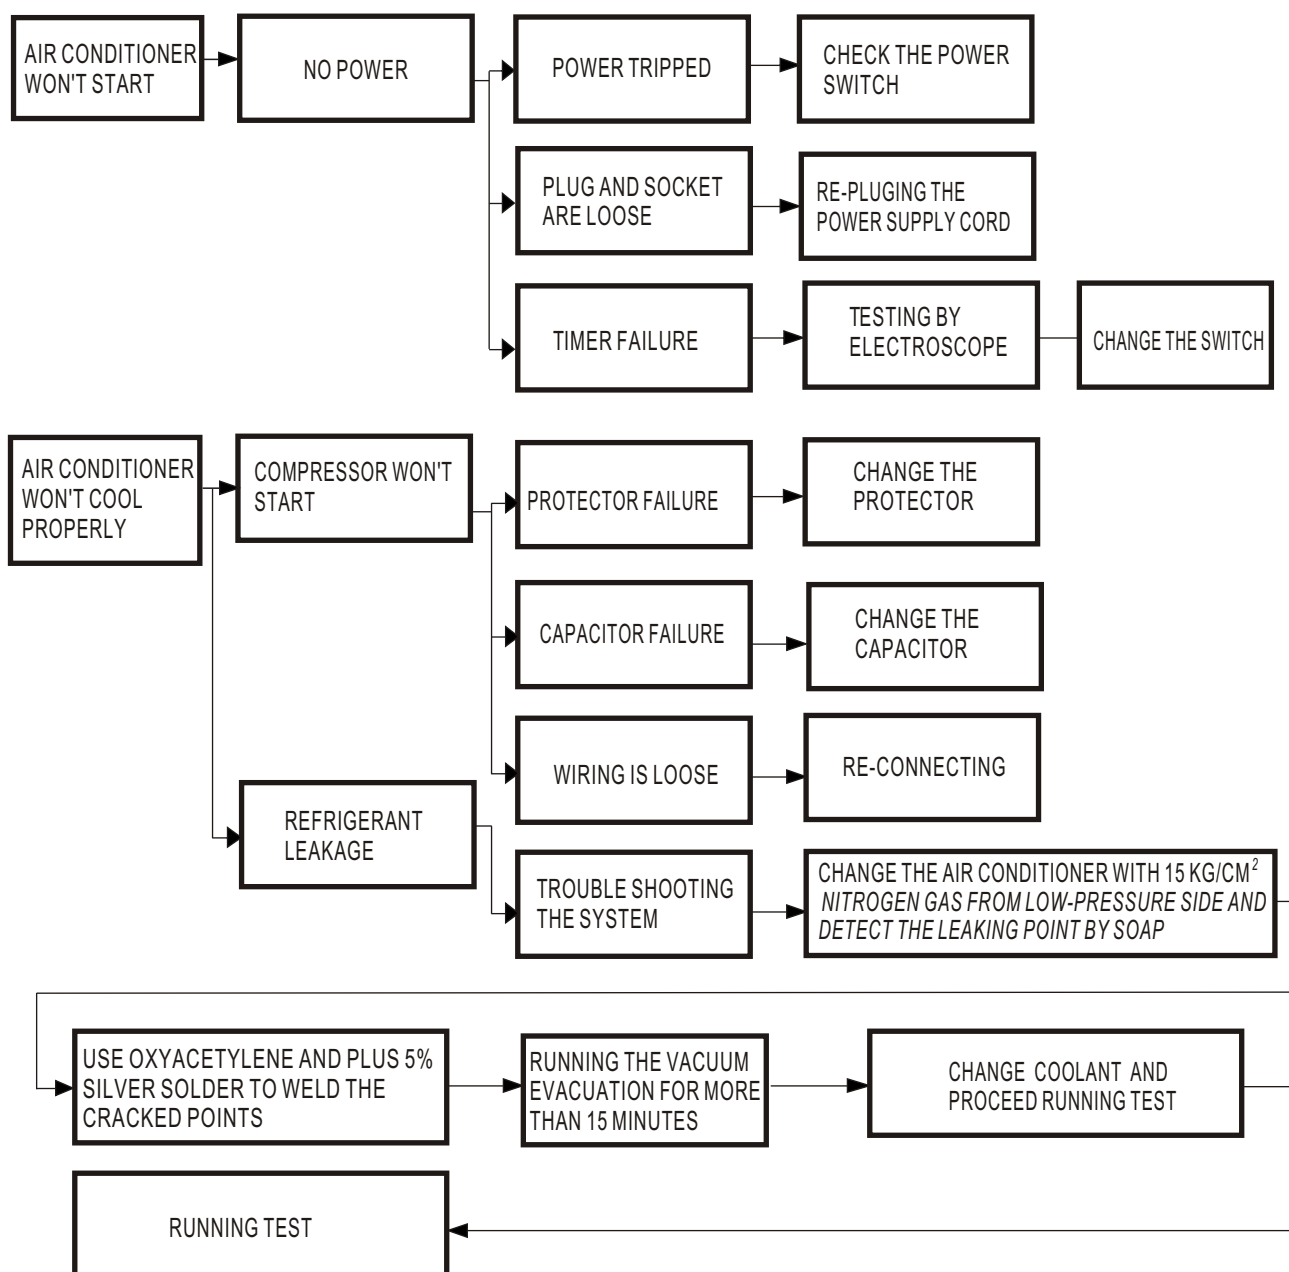 AIR CONDITIONER
WON'T START
NO POWER
POWER TRIPPED
CHECK THE POWER
SWITCH
PLUG AND SOCKET
ARE LOOSE
RE-PLUGING THE
POWER SUPPLY CORD
TIMER FAILURE
TESTING BY
ELECTROSCOPE
CHANGE THE SWITCH
AIR CONDITIONER
WON'T COOL
PROPERLY
COMPRESSOR WON'T
START
PROTECTOR FAILURE
CHANGE THE
PROTECTOR
CAPACITOR FAILURE
CHANGE THE
CAPACITOR
WIRING IS LOOSE
RE-CONNECTING
REFRIGERANT
LEAKAGE
TROUBLE SHOOTING
THE SYSTEM
CHANGE THE AIR CONDITIONER WITH 15 KG/CM²
NITROGEN GAS FROM LOW-PRESSURE SIDE AND
DETECT THE LEAKING POINT BY SOAP
USE OXYACETYLENE AND PLUS 5%
SILVER SOLDER TO WELD THE
CRACKED POINTS
RUNNING THE VACUUM
EVACUATION FOR MORE
THAN 15 MINUTES
CHANGE COOLANT AND
PROCEED RUNNING TEST
RUNNING TEST